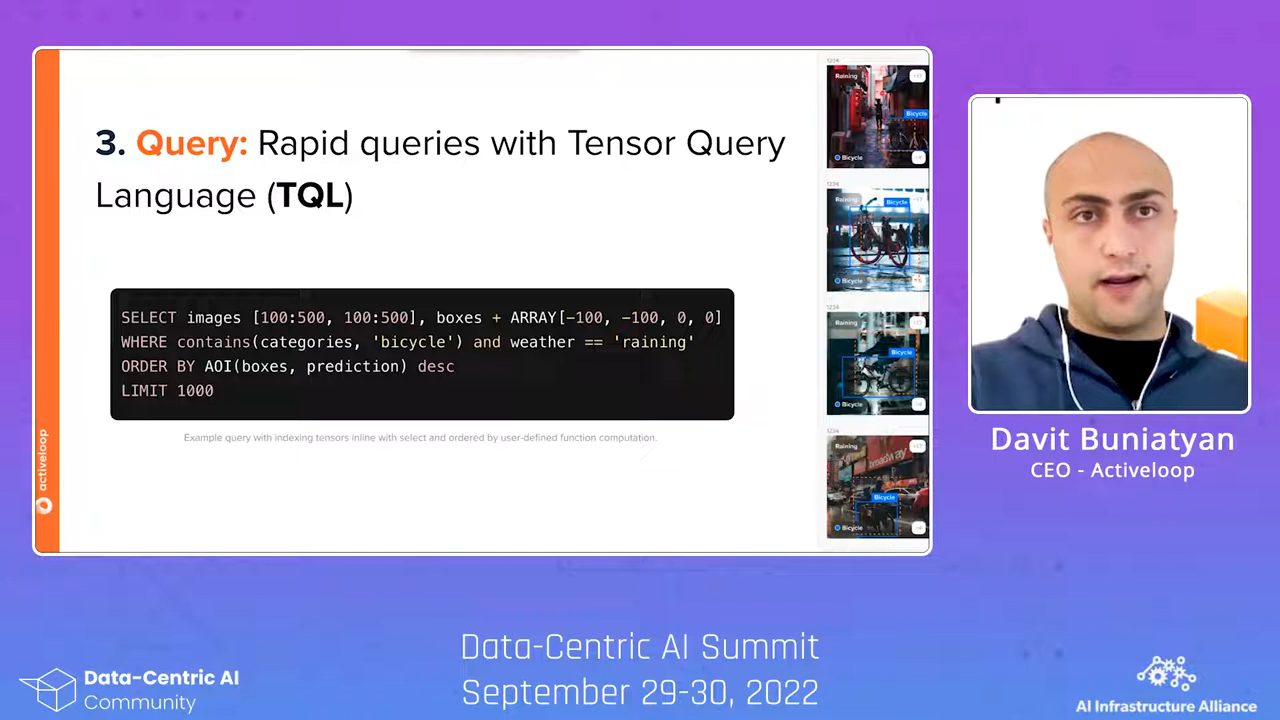 3. Query: Rapid queries with Tensor Query
Language (TQL)
SELECT images [100:500, 100:500], boxes + ARRAY[-100, -100, 0, 0]
WHERE contains(categories, 'bicycle') and weather == 'raining'
ORDER BY AOI(boxes, prediction) desc
LIMIT 1000
Example query with indexing tensors inline with select and ordered by user-defined function computation.
activeloop
1234
Raining
Bicycle
Bicycle
Raining
Bicycle
Bicycle
1234
Raining
Bicycle
Bicycle
1234
Raining
broadway
Bicycle
Bicycle
Davit Buniatyan
CEO - Activeloop
Data-Centric AI Summit
September 29-30, 2022
Data-Centric AI
Community
AI Infrastructure Alliance